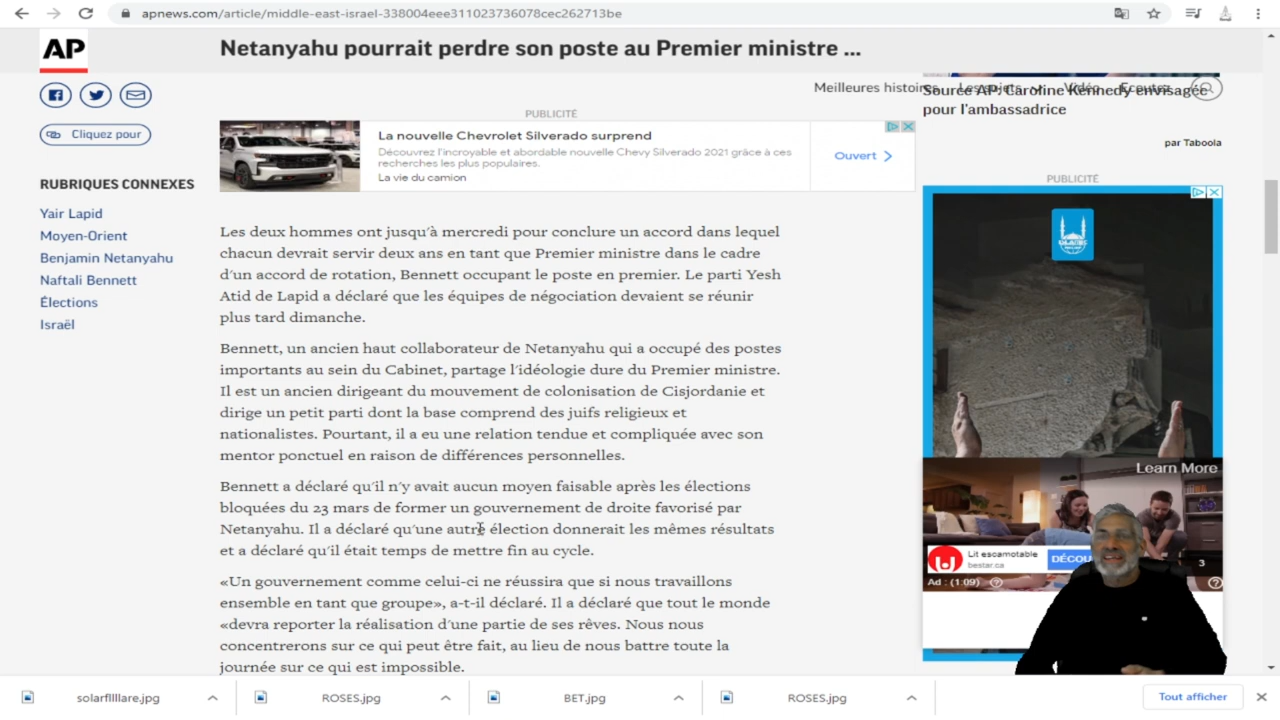 apnews.com/article/middle-east-israel-338004eee311023736078cec262713be
AP
Netanyahu pourrait perdre son poste au Premier ministre ...
Meilleures histoires
Les sujets
Vidéo
Écouter
Source AP: Caroline Kennedy envisagée
pour l'ambassadrice
par Taboola
Cliquez pour
RUBRIQUES CONNEXES
Yair Lapid
Moyen-Orient
Benjamin Netanyahu
Naftali Bennett
Élections
Israël
PUBLICITÉ
La nouvelle Chevrolet Silverado surprend
Découvrez l'incroyable et abordable nouvelle Chevy Silverado 2021 grâce à ces
recherches les plus populaires.
La vie du camion
Ouvert
Les deux hommes ont jusqu'à mercredi pour conclure un accord dans lequel
chacun devrait servir deux ans en tant que Premier ministre dans le cadre
d'un accord de rotation, Bennett occupant le poste en premier. Le parti Yesh
Atid de Lapid a déclaré que les équipes de négociation devaient se réunir
plus tard dimanche.
Bennett, un ancien haut collaborateur de Netanyahu qui a occupé des postes
importants au sein du Cabinet, partage l'idéologie dure du Premier ministre.
Il est un ancien dirigeant du mouvement de colonisation de Cisjordanie et
dirige un petit parti dont la base comprend des juifs religieux et
nationalistes. Pourtant, il a eu une relation tendue et compliquée avec son
mentor ponctuel en raison de différences personnelles.
Bennett a déclaré qu'il n'y avait aucun moyen faisable après les élections
bloquées du 23 mars de former un gouvernement de droite favorisé par
Netanyahu. Il a déclaré qu'une autre élection donnerait les mêmes résultats
et a déclaré qu'il était temps de mettre fin au cycle.
«Un gouvernement comme celui-ci ne réussira que si nous travaillons
ensemble en tant que groupe», a-t-il déclaré. Il a déclaré que tout le monde
«devra reporter la réalisation d'une partie de ses rêves. Nous nous
concentrerons sur ce qui peut être fait, au lieu de nous battre toute la
journée sur ce qui est impossible.
PUBLICITÉ
Learn More
Lit escamotable
bestar.ca
DÉCOU
Ad : (1:09)
3
solarfllllare.jpg
ROSES.jpg
BET.jpg
ROSES.jpg
Tout afficher